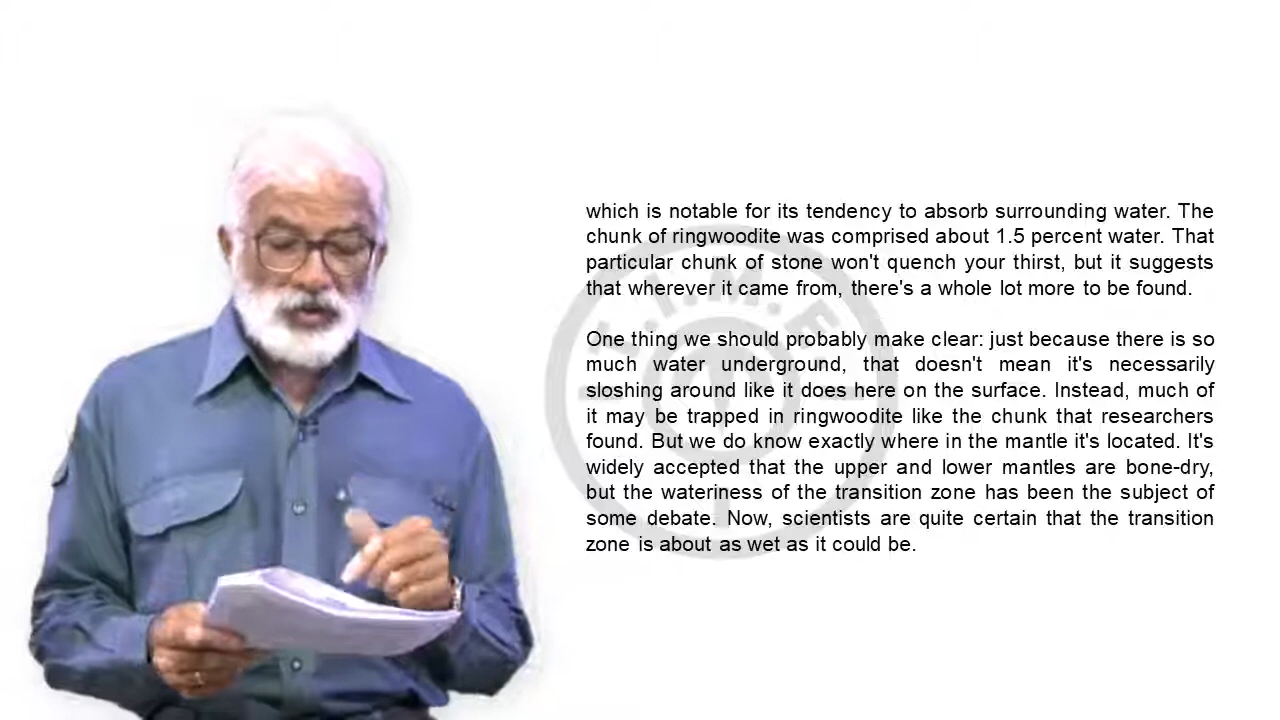 which is notable for its tendency to absorb surrounding water. The
chunk of ringwoodite was comprised about 1.5 percent water. That
particular chunk of stone won't quench your thirst, but it suggests
that wherever it came from, there's a whole lot more to be found.
One thing we should probably make clear: just because there is so
much water underground, that doesn't mean it's necessarily
sloshing around like it does here on the surface. Instead, much of
it may be trapped in ringwoodite like the chunk that researchers
found. But we do know exactly where in the mantle it's located. It's
widely accepted that the upper and lower mantles are bone-dry,
but the wateriness of the transition zone has been the subject of
some debate. Now, scientists are quite certain that the transition
zone is about as wet as it could be.